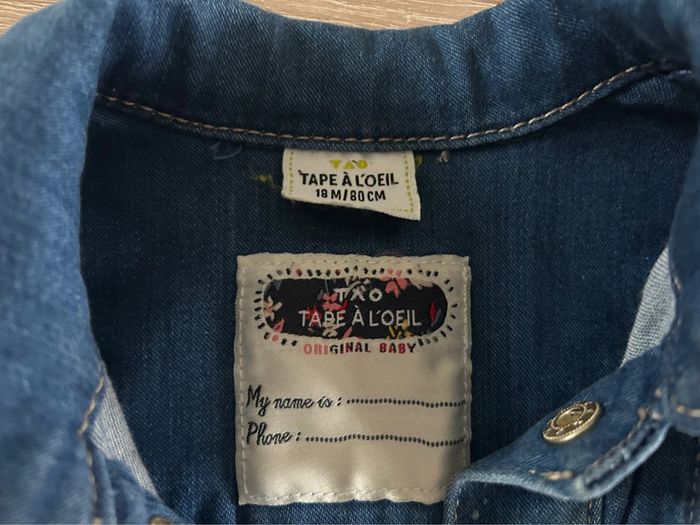 TAO
TAPE À L'OEIL
18 M/80 CM
TAO
TAPE À L'OEIL
ORIGINAL BABY
My name is : ..............................
Phone : ..............................